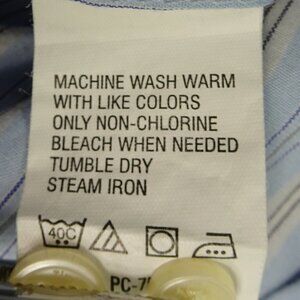 MACHINE WASH WARM
WITH LIKE COLORS
ONLY NON-CHLORINE
BLEACH WHEN NEEDED
TUMBLE DRY
STEAM IRON
40C